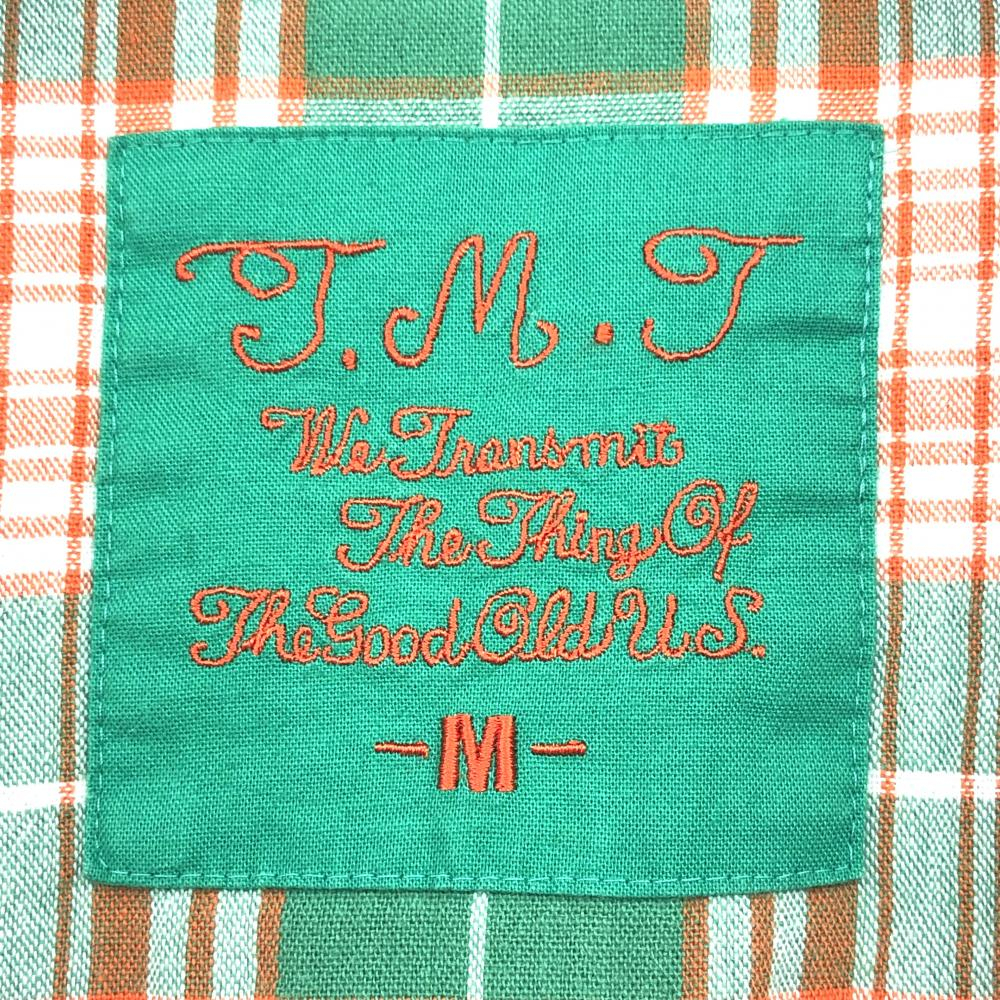 T.M.T
We Transmit
The Thing Of
The Good Old U.S.
-M-